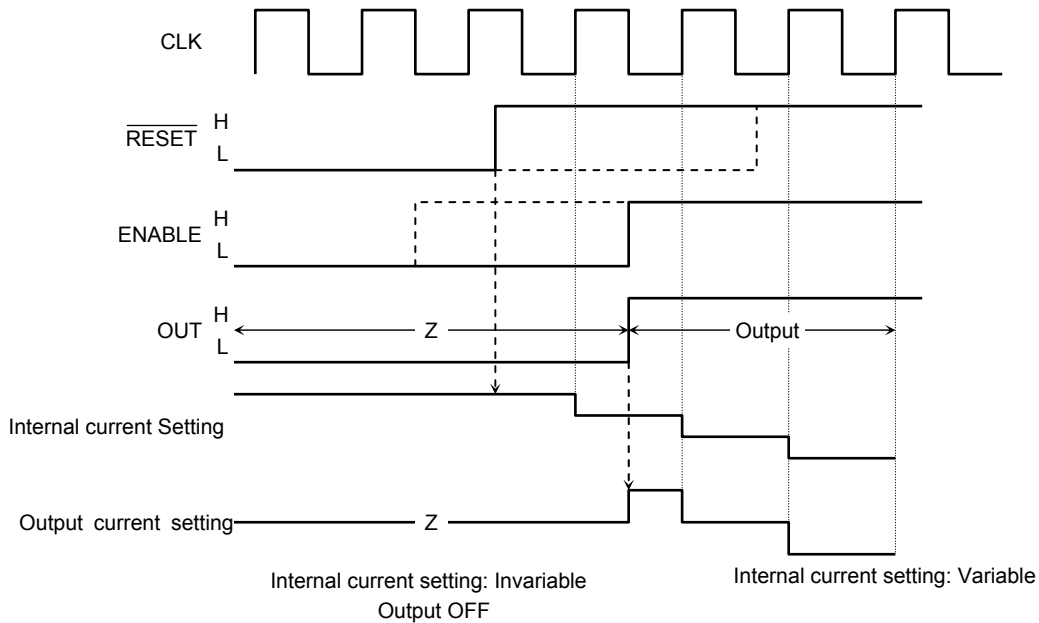 CLK
RESET
H
L
ENABLE
H
L
OUT
H
L
Z
Output
Internal current Setting
Output current setting
Z
Internal current setting: Invariable
Output OFF
Internal current setting: Variable